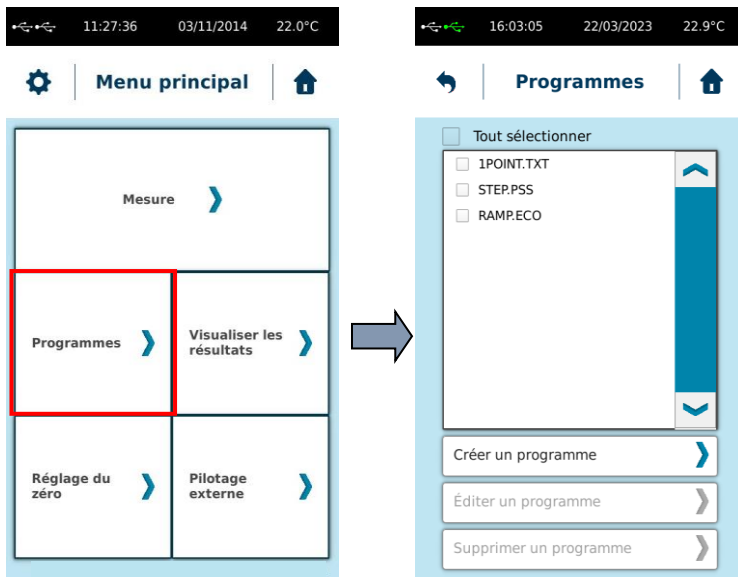 11:27:36 03/11/2014 22.0°C
Menu principal
Mesure
Programmes
Visualiser les
résultats
Réglage du
zéro
Pilotage
externe
16:03:05 22/03/2023 22.9°C
Programmes
Tout sélectionner
1POINT.TXT
STEP.PSS
RAMP.ECO
Créer un programme
Éditer un programme
Supprimer un programme